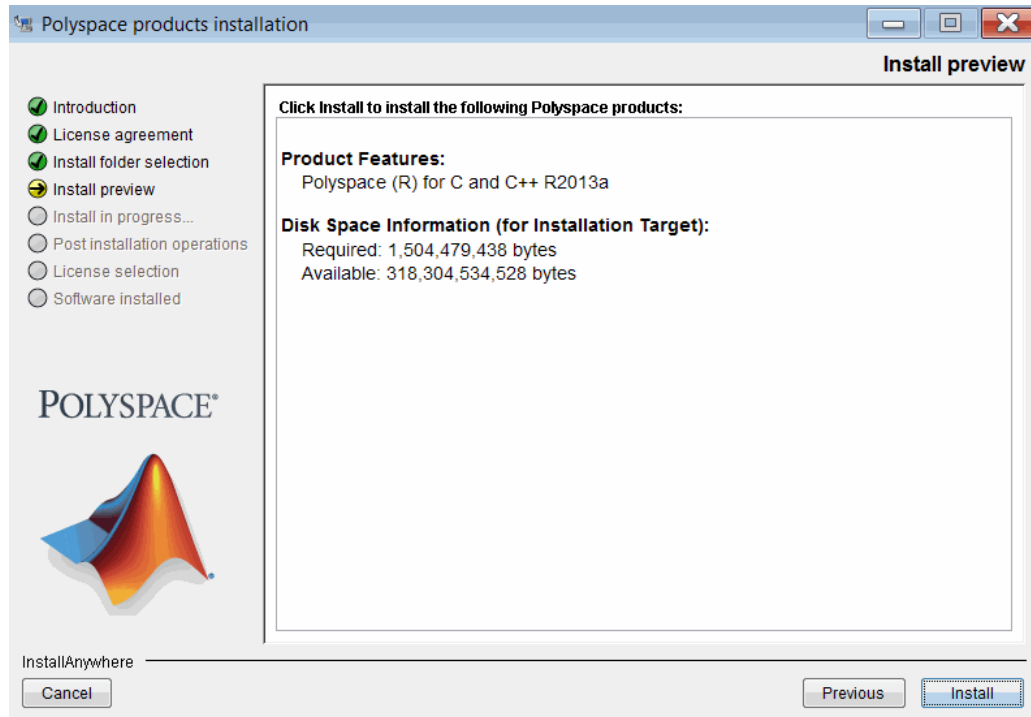 Polyspace products installation
Install preview
Introduction
License agreement
Install folder selection
Install preview
Install in progress...
Post installation operations
License selection
Software installed
POLYSPACE®
Click Install to install the following Polyspace products:
Product Features:
Polyspace (R) for C and C++ R2013a
Disk Space Information (for Installation Target):
Required: 1,504,479,438 bytes
Available: 318,304,534,528 bytes
InstallAnywhere
Cancel
Previous
Install